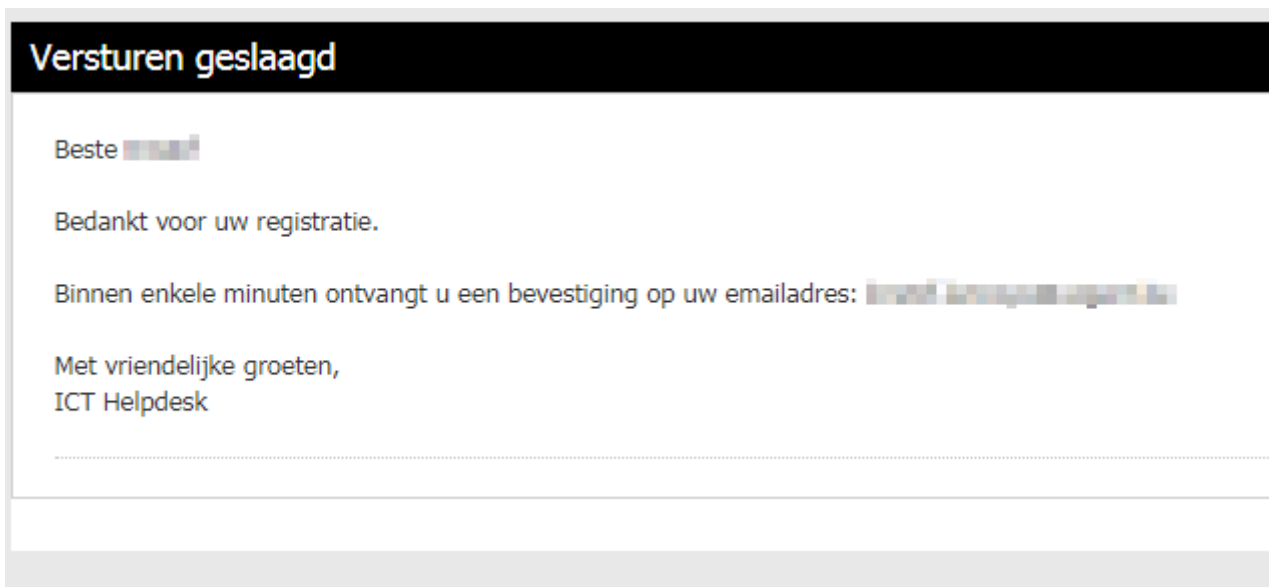 Versturen geslaagd
Beste
Bedankt voor uw registratie.
Binnen enkele minuten ontvangt u een bevestiging op uw emailadres:
Met vriendelijke groeten,
ICT Helpdesk